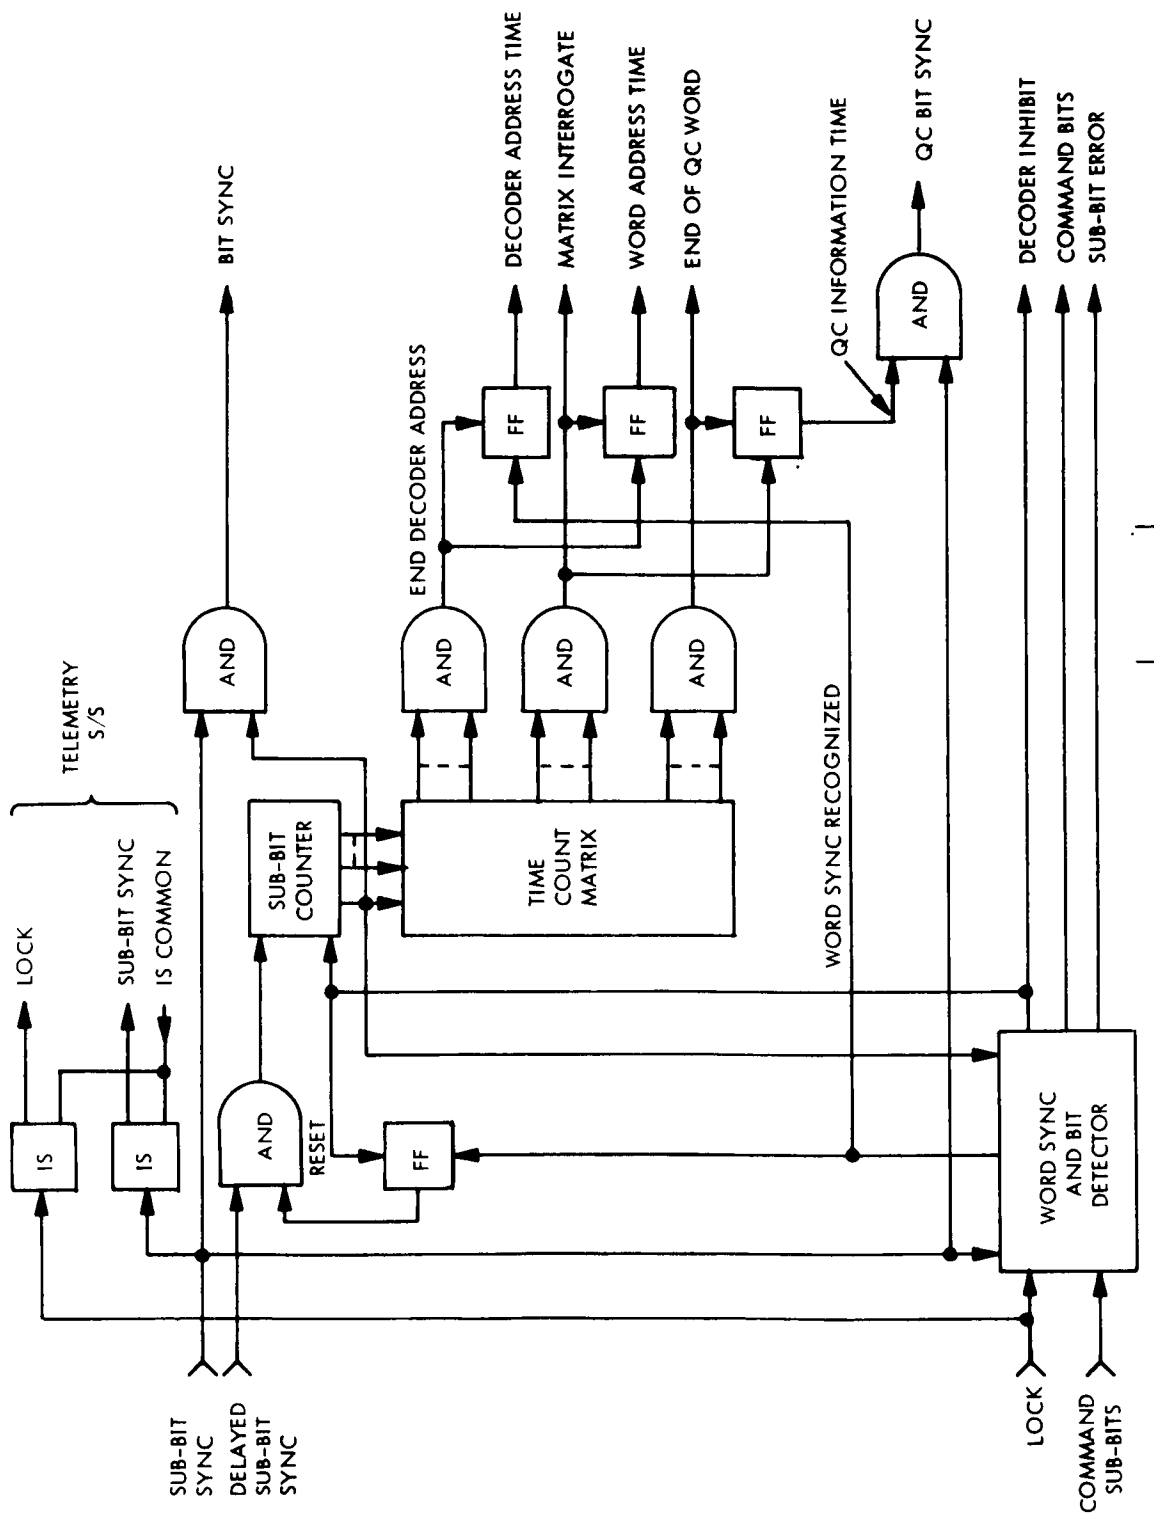 TELEMETRY
S/S
LOCK
SUB-BIT SYNC
IS COMMON
IS
IS
SUB-BIT
SYNC
DELAYED
SUB-BIT
SYNC
AND
BIT SYNC
AND
RESET
FF
SUB-BIT
COUNTER
TIME
COUNT
MATRIX
AND
AND
AND
END DECODER ADDRESS
FF
FF
FF
DECODER ADDRESS TIME
MATRIX INTERROGATE
WORD ADDRESS TIME
END OF QC WORD
QC INFORMATION TIME
AND
QC BIT SYNC
WORD SYNC RECOGNIZED
LOCK
COMMAND
SUB-BITS
WORD SYNC
AND BIT
DETECTOR
DECODER INHIBIT
COMMAND BITS
SUB-BIT ERROR